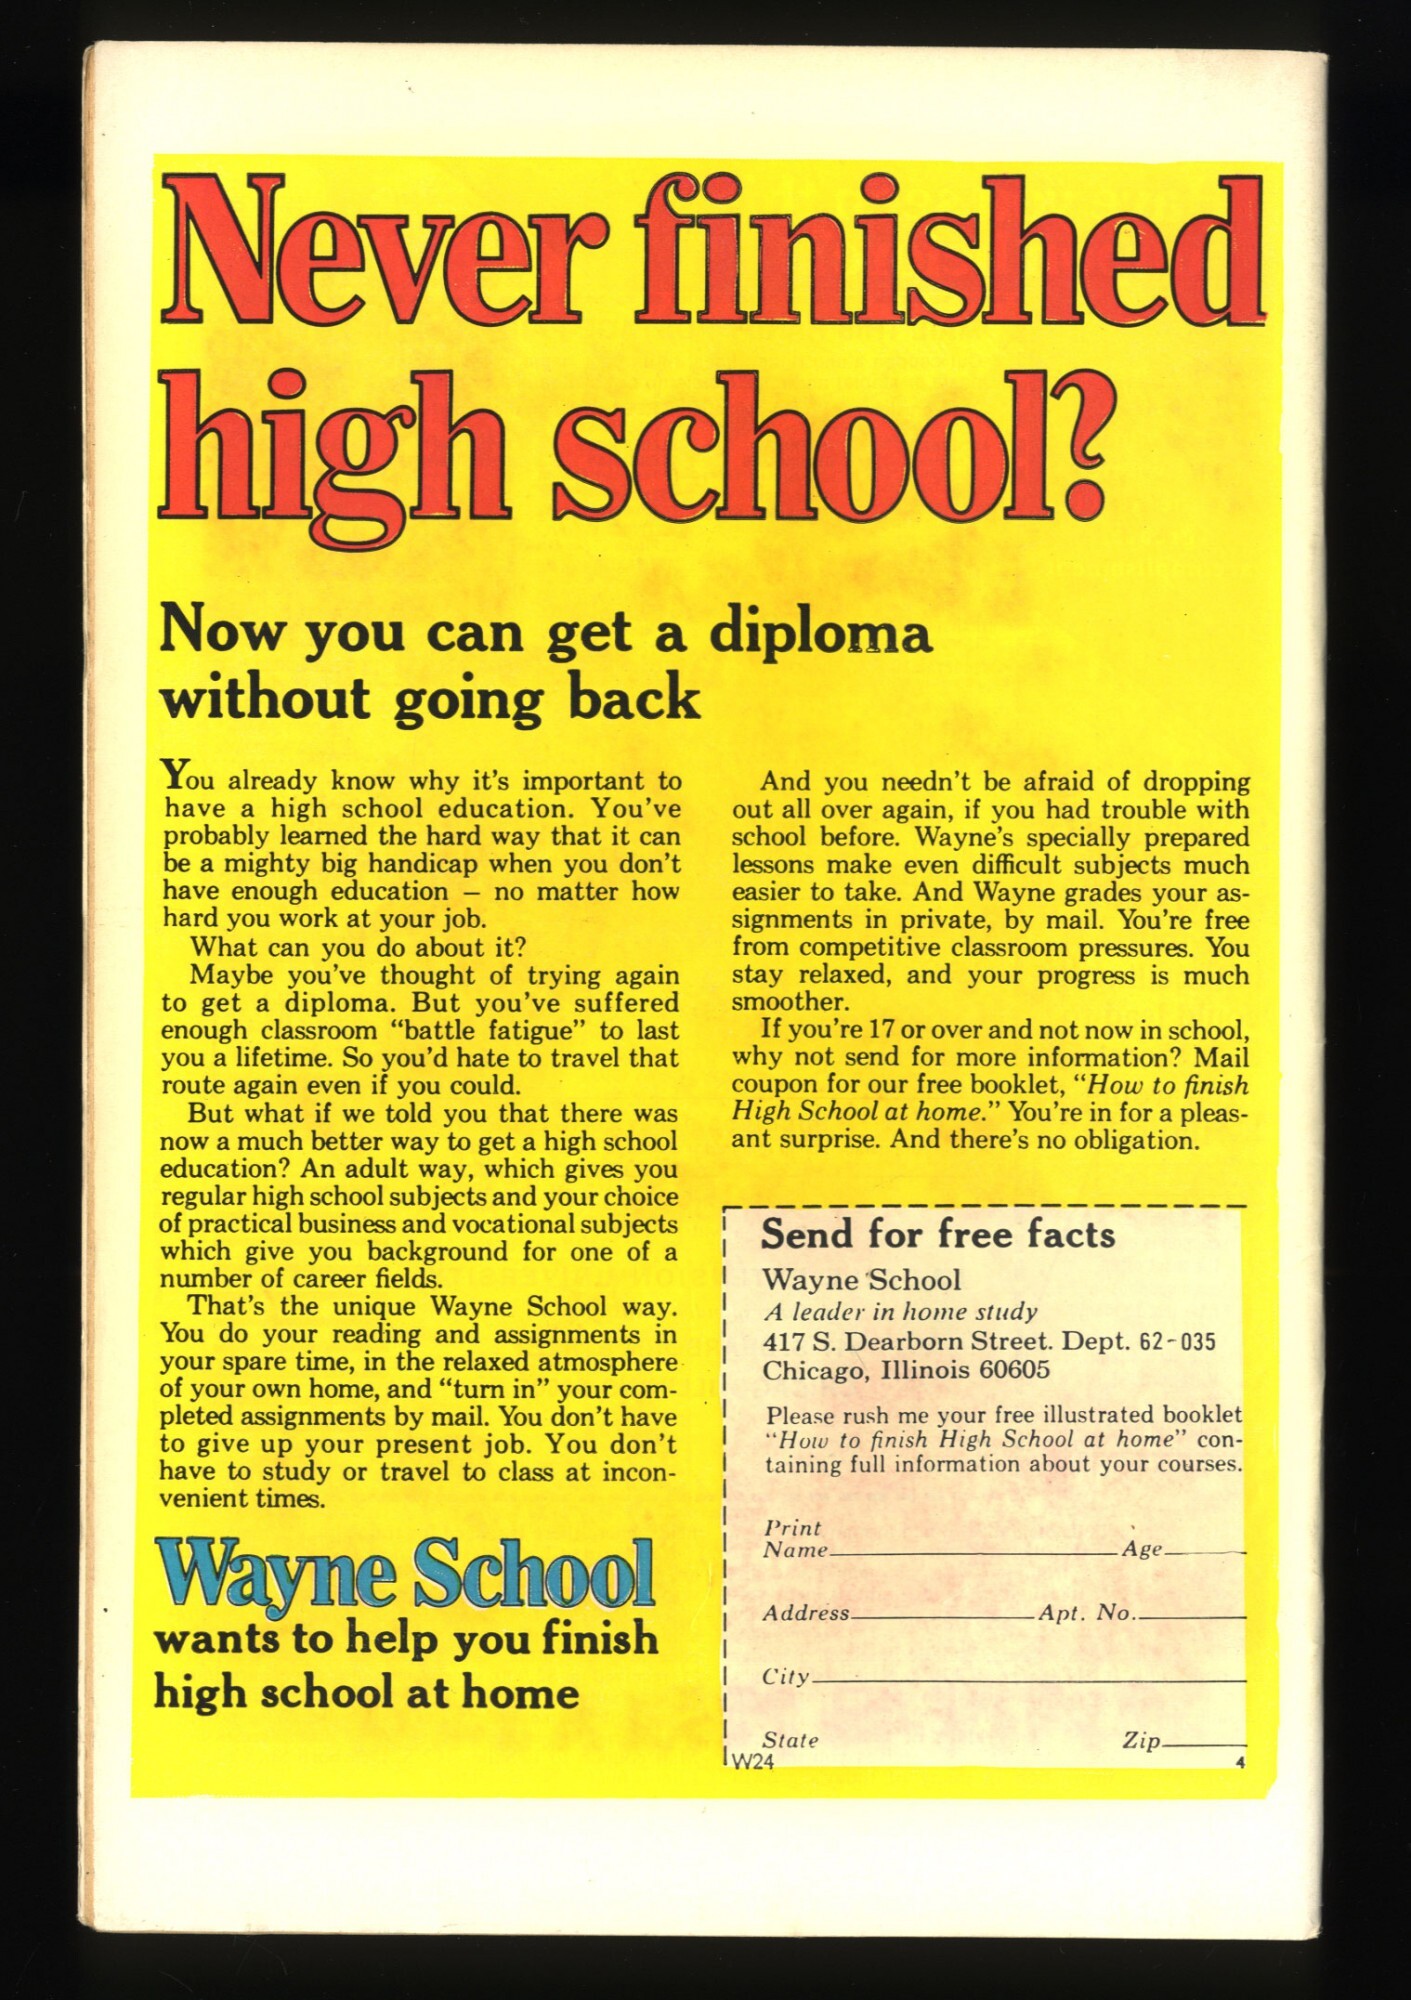 Never finished
high school?
Now you can get a diploma
without going back
You already know why it's important to
have a high school education. You've
probably learned the hard way that it can
be a mighty big handicap when you don't
have enough education – no matter how
hard you work at your job.
What can you do about it?
Maybe you've thought of trying again
to get a diploma. But you've suffered
enough classroom "battle fatigue" to last
you a lifetime. So you'd hate to travel that
route again even if you could.
But what if we told you that there was
now a much better way to get a high school
education? An adult way, which gives you
regular high school subjects and your choice
of practical business and vocational subjects
which give you background for one of a
number of career fields.
That's the unique Wayne School way.
You do your reading and assignments in
your spare time, in the relaxed atmosphere
of your own home, and "turn in" your com-
pleted assignments by mail. You don't have
to give up your present job. You don't
have to study or travel to class at incon-
venient times.
Wayne School
wants to help you finish
high school at home
And you needn't be afraid of dropping
out all over again, if you had trouble with
school before. Wayne's specially prepared
lessons make even difficult subjects much
easier to take. And Wayne grades your as-
signments in private, by mail. You're free
from competitive classroom pressures. You
stay relaxed, and your progress is much
smoother.
If you're 17 or over and not now in school,
why not send for more information? Mail
coupon for our free booklet, "How to finish
High School at home." You're in for a pleas-
ant surprise. And there's no obligation.
Send for free facts
Wayne School
A leader in home study
417 S. Dearborn Street. Dept. 62-035
Chicago, Illinois 60605
Please rush me your free illustrated booklet
"How to finish High School at home" con-
taining full information about your courses.
Print
Name Age
Address Apt. No.
City
State Zip
W24 4